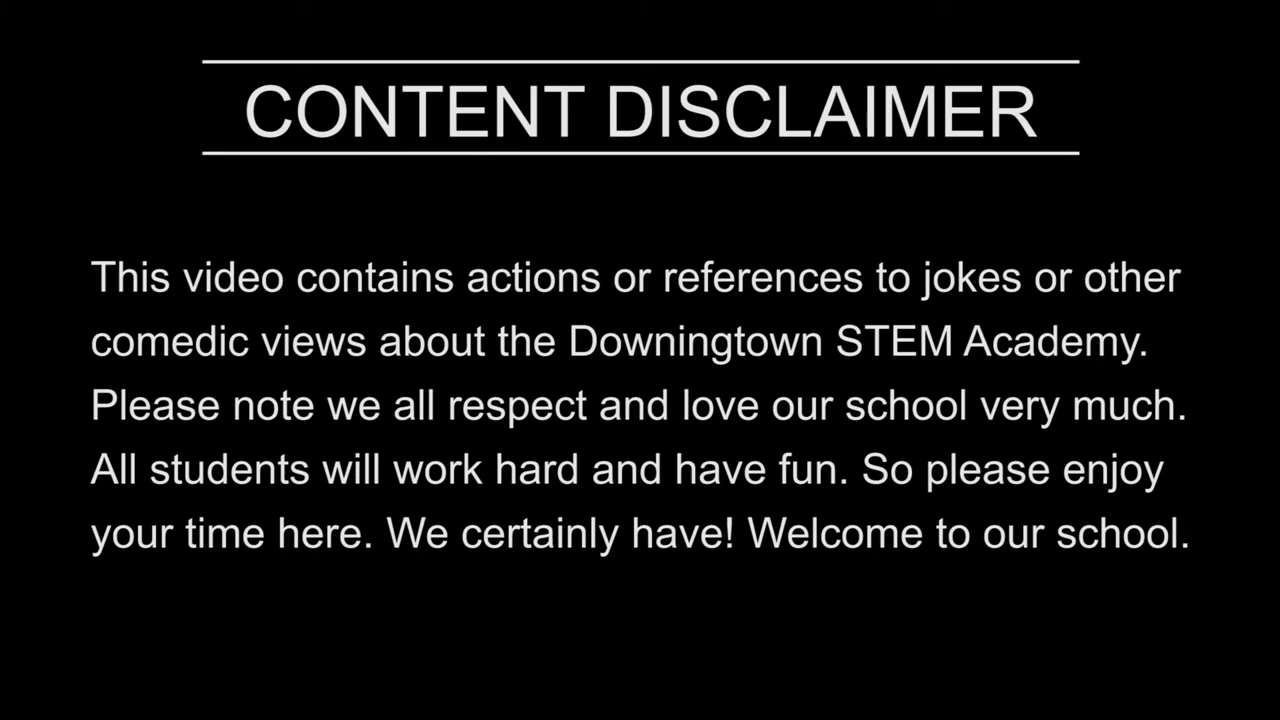 CONTENT DISCLAIMER
This video contains actions or references to jokes or other
comedic views about the Downingtown STEM Academy.
Please note we all respect and love our school very much.
All students will work hard and have fun. So please enjoy
your time here. We certainly have! Welcome to our school.